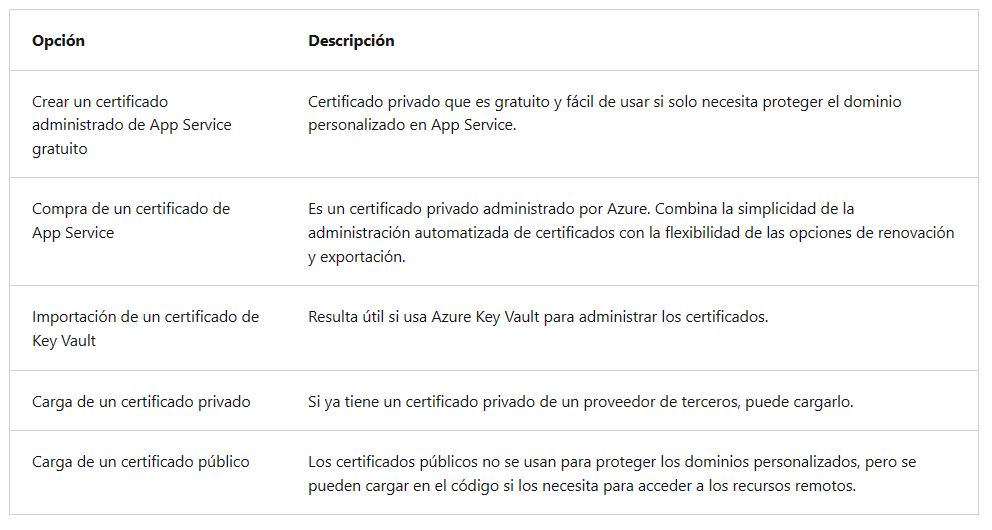 Opción
Descripción
Crear un certificado
administrado de App Service
gratuito
Certificado privado que es gratuito y fácil de usar si solo necesita proteger el dominio
personalizado en App Service.
Compra de un certificado de
App Service
Es un certificado privado administrado por Azure. Combina la simplicidad de la
administración automatizada de certificados con la flexibilidad de las opciones de renovación
y exportación.
Importación de un certificado de
Key Vault
Resulta útil si usa Azure Key Vault para administrar los certificados.
Carga de un certificado privado
Si ya tiene un certificado privado de un proveedor de terceros, puede cargarlo.
Carga de un certificado público
Los certificados públicos no se usan para proteger los dominios personalizados, pero se
pueden cargar en el código si los necesita para acceder a los recursos remotos.